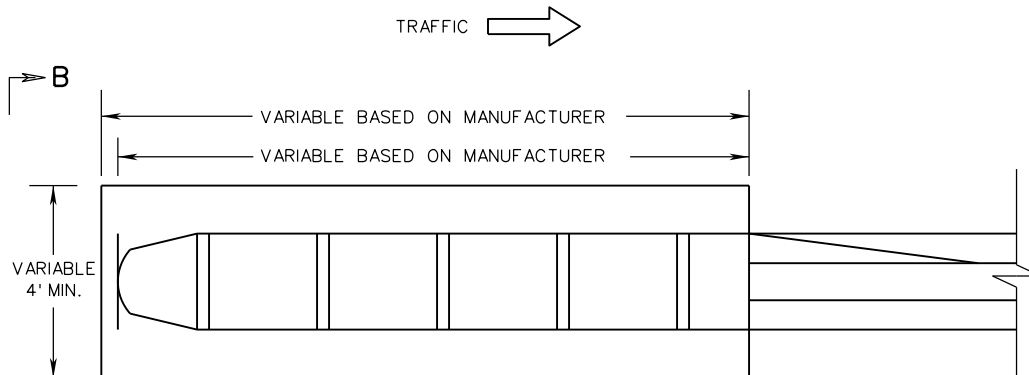 TRAFFIC
B
VARIABLE BASED ON MANUFACTURER
VARIABLE BASED ON MANUFACTURER
VARIABLE
4' MIN.